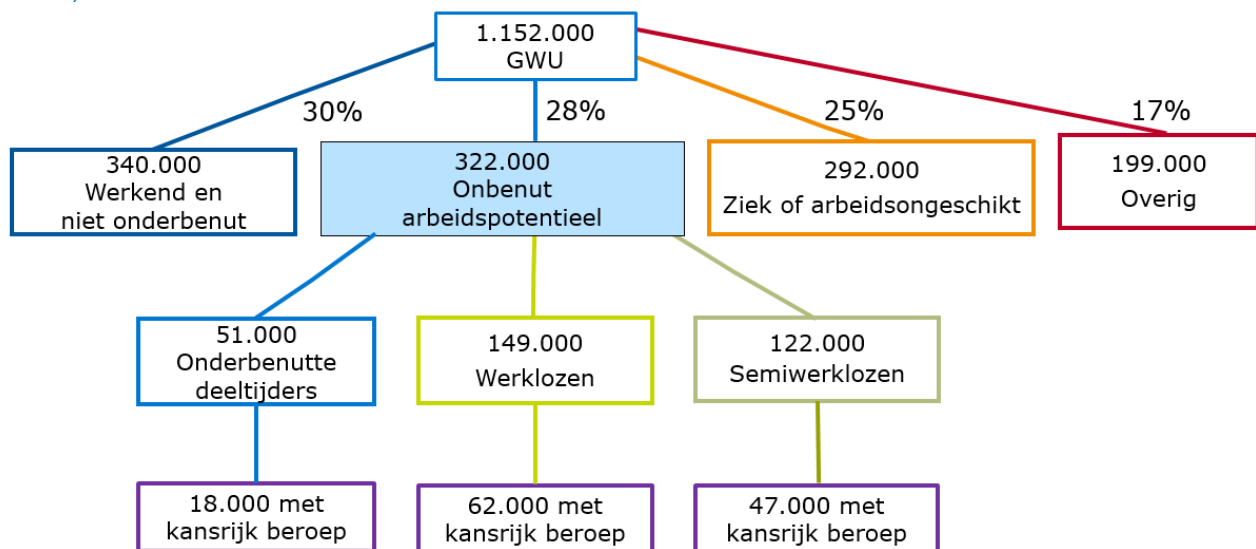 1.152.000
GWU
30%
28%
25%
17%
340.000
Werkend en
niet onderbenut
322.000
Onbenut
arbeidspotentieel
292.000
Ziek of arbeidsongeschikt
199.000
Overig
51.000
Onderbenutte
deeltijders
149.000
Werklozen
122.000
Semiwerklozen
18.000 met
kansrijk beroep
62.000 met
kansrijk beroep
47.000 met
kansrijk beroep